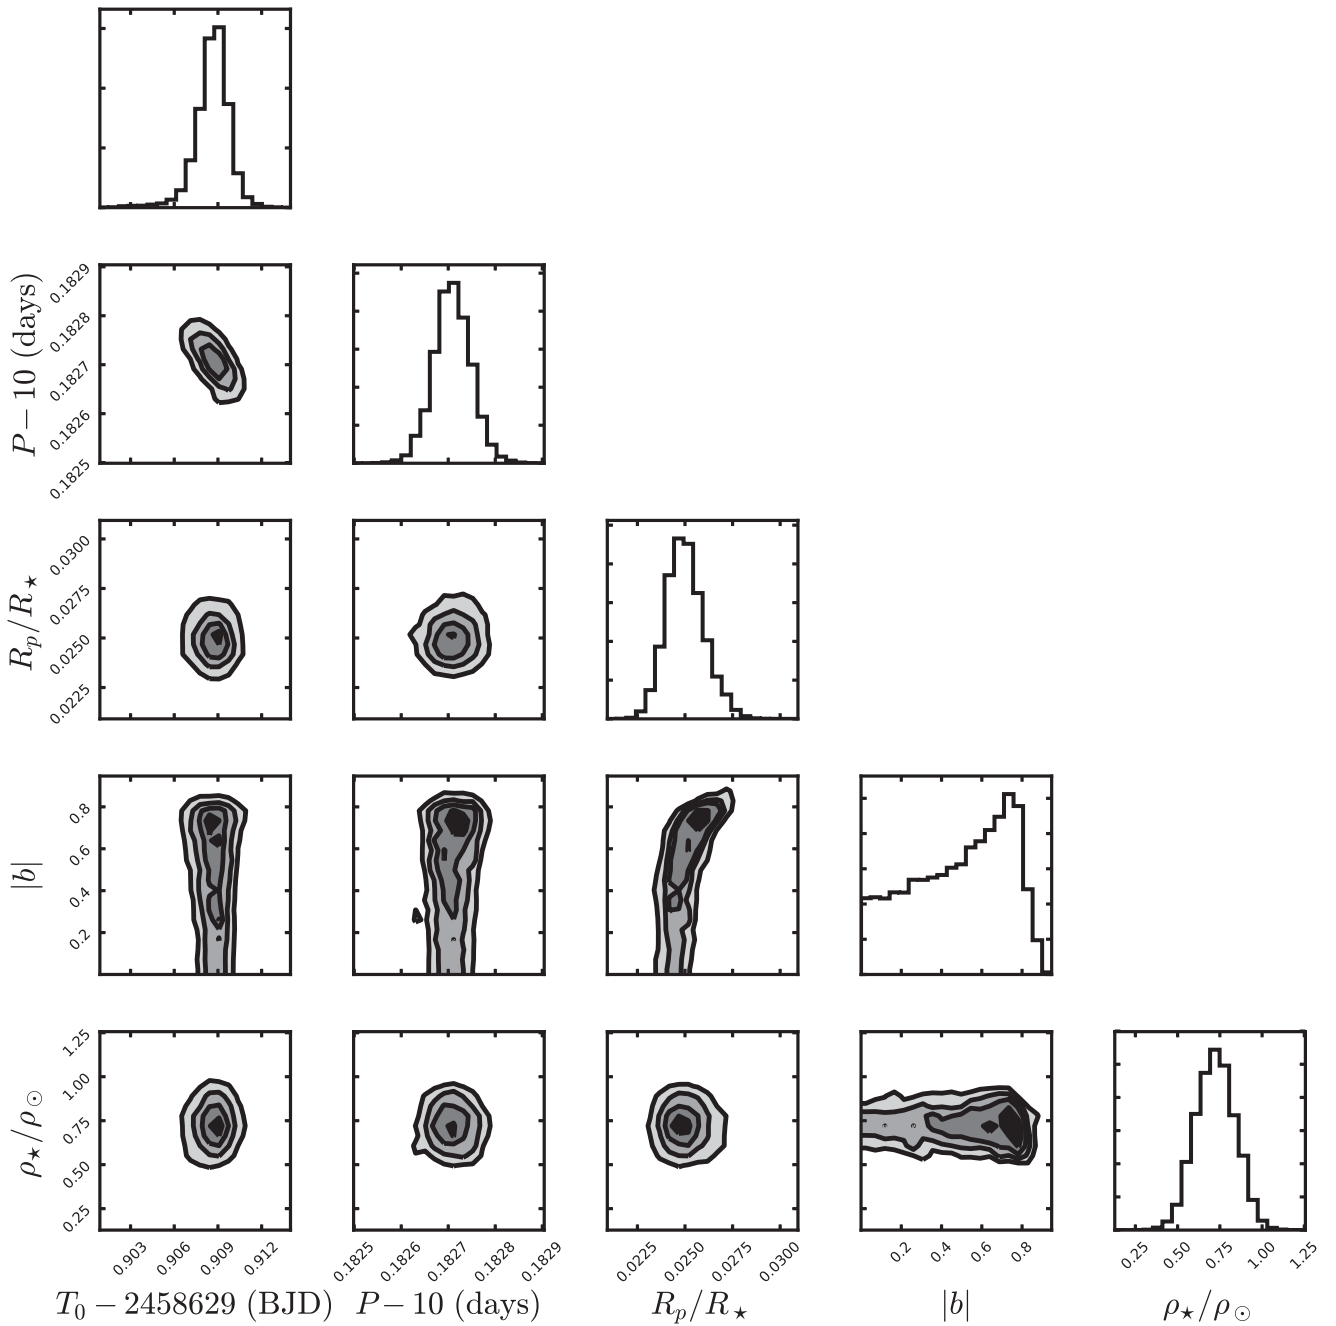 P − 10 (days)
0.1829
0.1828
0.1827
0.1826
0.1825
R_p/R_⋆
0.0300
0.0275
0.0250
0.0225
|b|
0.8
0.6
0.4
0.2
ρ_⋆/ρ_⊙
1.25
1.00
0.75
0.50
0.25
0.903 0.906 0.909 0.912
0.1825 0.1826 0.1827 0.1828 0.1829
0.0225 0.0250 0.0275 0.0300
0.2 0.4 0.6 0.8
0.25 0.50 0.75 1.00 1.25
T_0 − 2458629 (BJD) P − 10 (days) R_p/R_⋆ |b| ρ_⋆/ρ_⊙